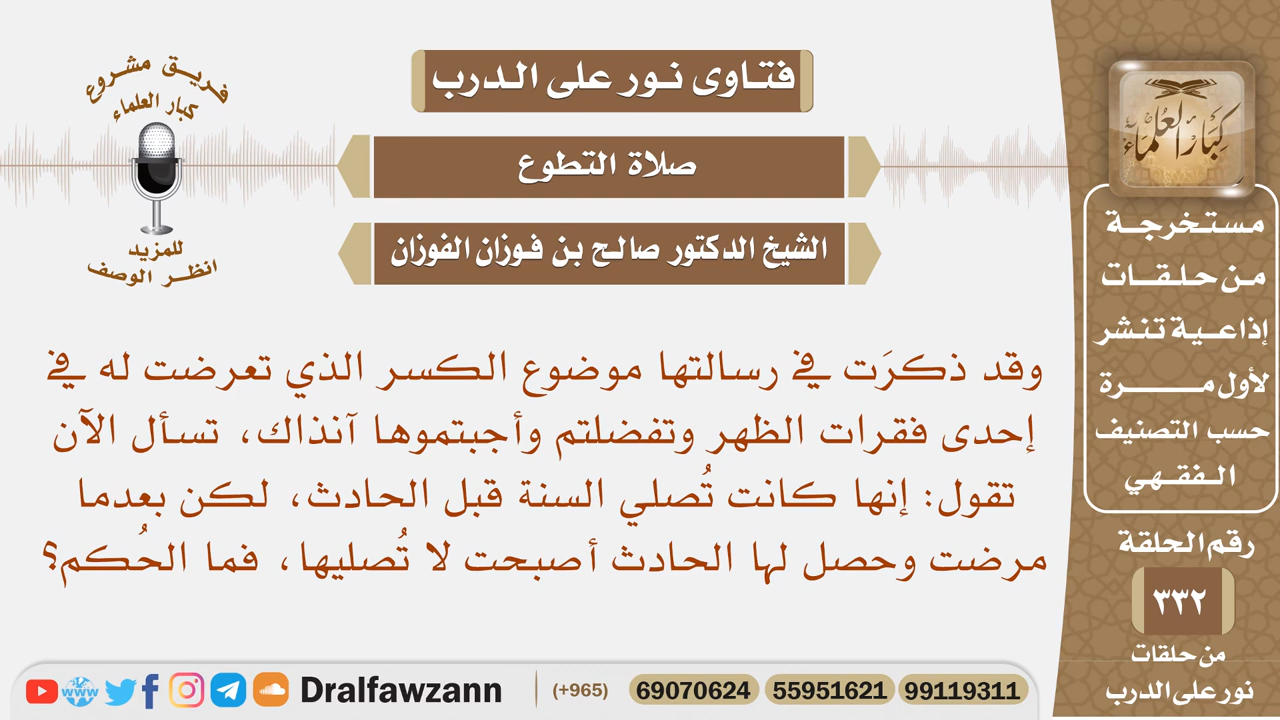 فتاوى نور على الدرب
صلاة التطوع
الشيخ الدكتور صالح بن فوزان الفوزان
فريق مشروع
كبار العلماء
للمزيد
انظر الوصف
وقد ذكرَت في رسالتها موضوع الكسر الذي تعرضت له في
إحدى فقرات الظهر وتفضلتم وأجبتموها آنذاك، تسأل الآن
تقول: إنها كانت تُصلي السنة قبل الحادث، لكن بعدما
مرضت وحصل لها الحادث أصبحت لا تُصليها، فما الحُكم؟
كِبَار العُلَمَاء
مستخرجة
من حلقات
إذاعية تنشر
لأول مرة
حسب التصنيف
الفقهي
رقم الحلقة
٣٣٢
من حلقات
نور على الدرب
www
Dralfawzann
(+965) 69070624 55951621 99119311